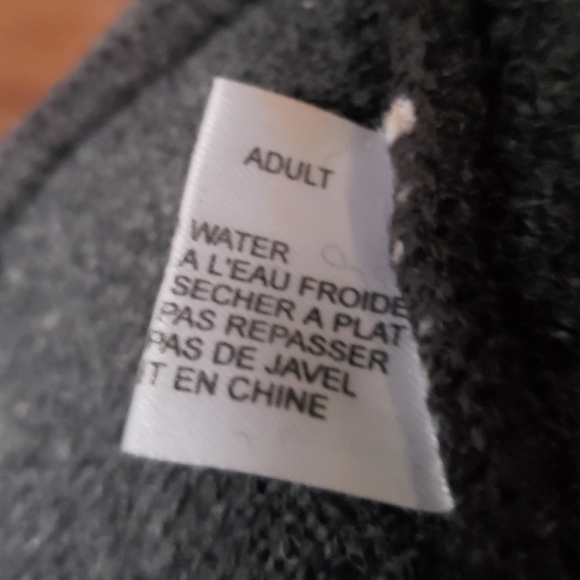 ADULT
WATER
A L'EAU FROIDE
SECHER A PLAT
PAS REPASSER
PAS DE JAVEL
T EN CHINE